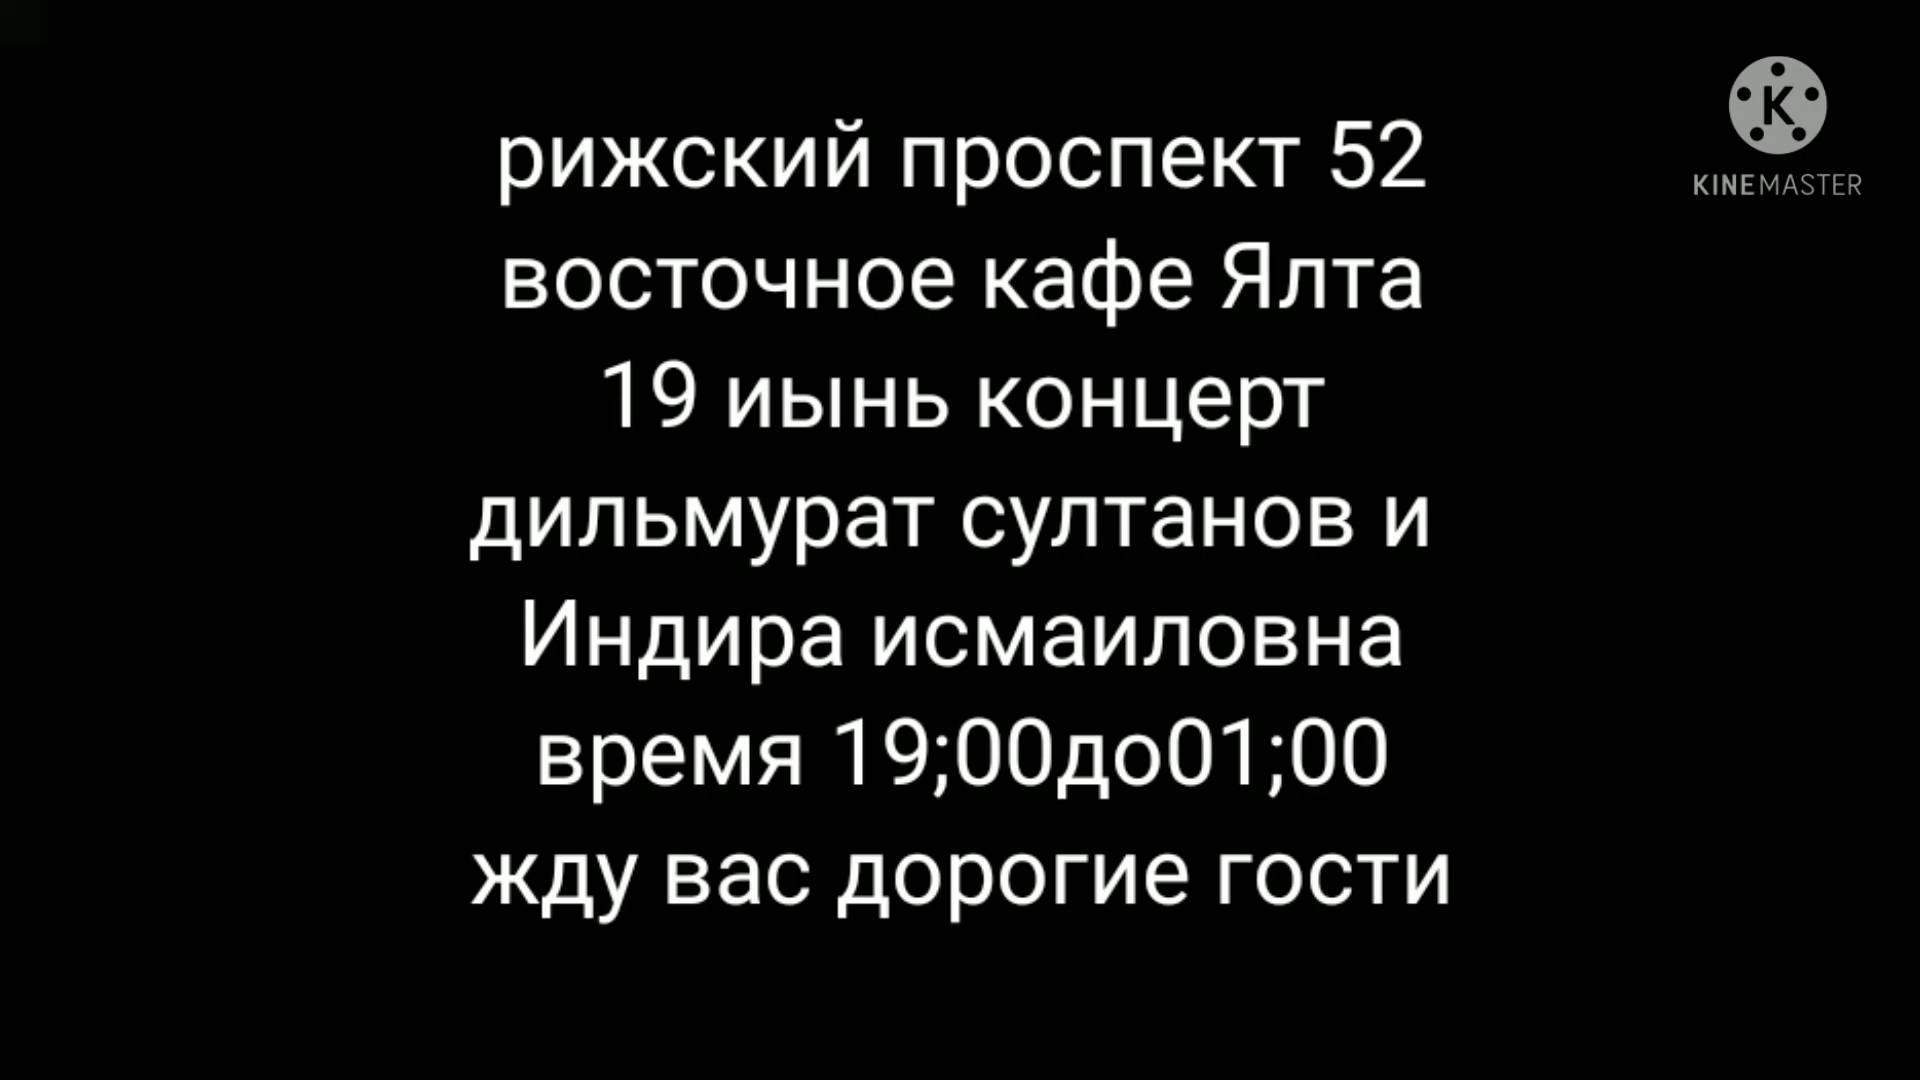 рижский проспект 52
восточное кафе Ялта
19 иынь концерт
дильмурат султанов и
Индира исмаиловна
время 19;00до01;00
жду вас дорогие гости
K
KINEMASTER